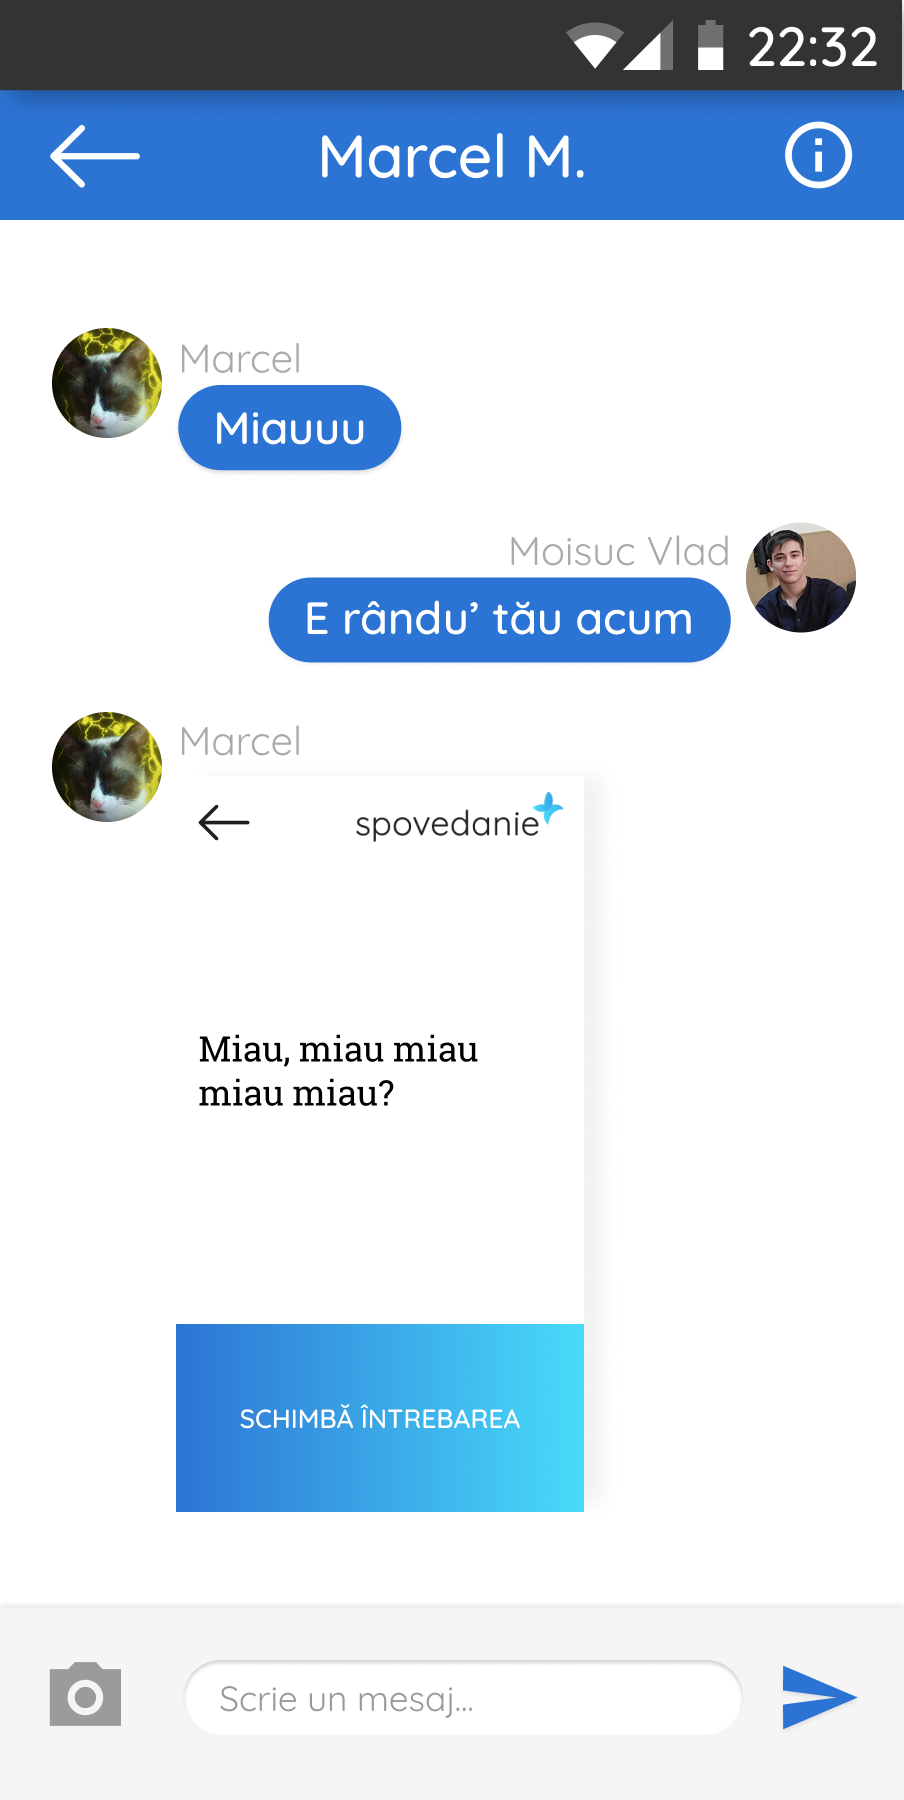 22:32
Marcel M.
Marcel
Miauuu
Moisuc Vlad
E rându’ tău acum
Marcel
spovedanie
Miau, miau miau
miau miau?
SCHIMBĂ ÎNTREBAREA
Scrie un mesaj...